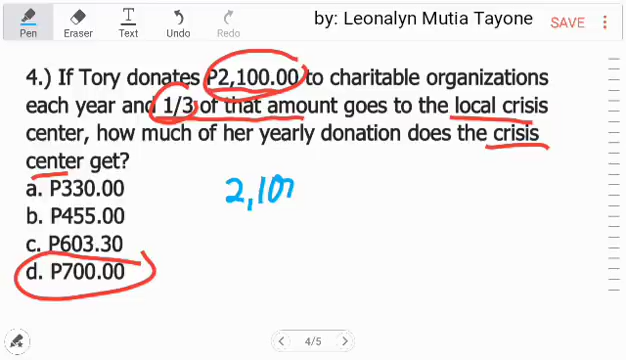 by: Leonalyn Mutia Tayone
SAVE
Pen
Eraser
Text
Undo
Redo
4.) If Tory donates P2,100.00 to charitable organizations
each year and 1/3 of that amount goes to the local crisis
center, how much of her yearly donation does the crisis
center get?
a. P330.00
b. P455.00
c. P603.30
d. P700.00
4/5